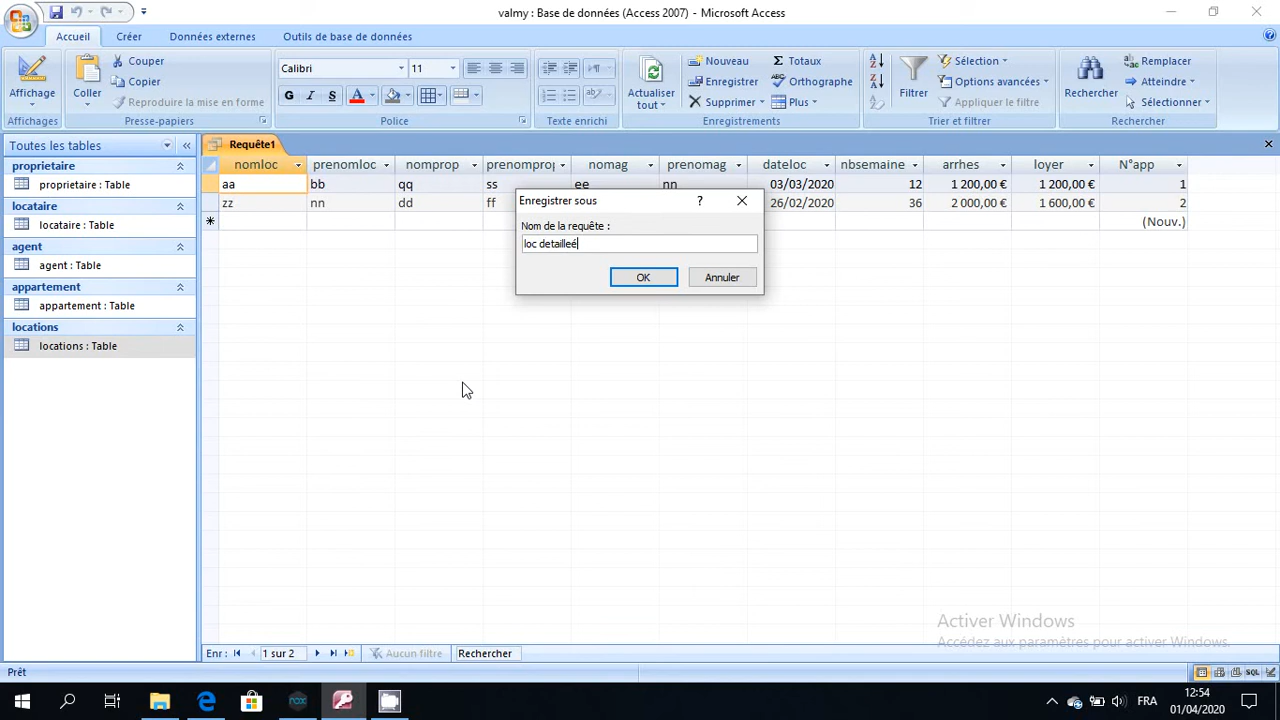 valmy : Base de données (Access 2007) - Microsoft Access
Accueil Créer Données externes Outils de base de données
Affichage
Affichages
Coller
Couper
Copier
Reproduire la mise en forme
Presse-papiers
Calibri 11
G I S A
Police
Texte enrichi
Actualiser tout
Nouveau
Enregistrer
Supprimer
Totaux
Orthographe
Plus
Enregistrements
Filtrer
Sélection
Options avancées
Appliquer le filtre
Trier et filtrer
Rechercher
Remplacer
Atteindre
Sélectionner
Rechercher
Toutes les tables
proprietaire
proprietaire : Table
locataire
locataire : Table
agent
agent : Table
appartement
appartement : Table
locations
locations : Table
Requête1
nomloc prenomloc nomprop prenomprop nomag prenomag dateloc nbsemaine arrhes loyer N°app
aa bb qq ss ee nn 03/03/2020 12 1 200,00 € 1 200,00 € 1
zz nn dd ff 26/02/2020 36 2 000,00 € 1 600,00 € 2
(Nouv.)
Enregistrer sous
Nom de la requête :
loc detailleé
OK Annuler
Activer Windows
Accédez aux paramètres pour activer Windows.
Enr : 1 sur 2 Aucun filtre Rechercher
Prêt
SQL
nox
FRA
12:54
01/04/2020